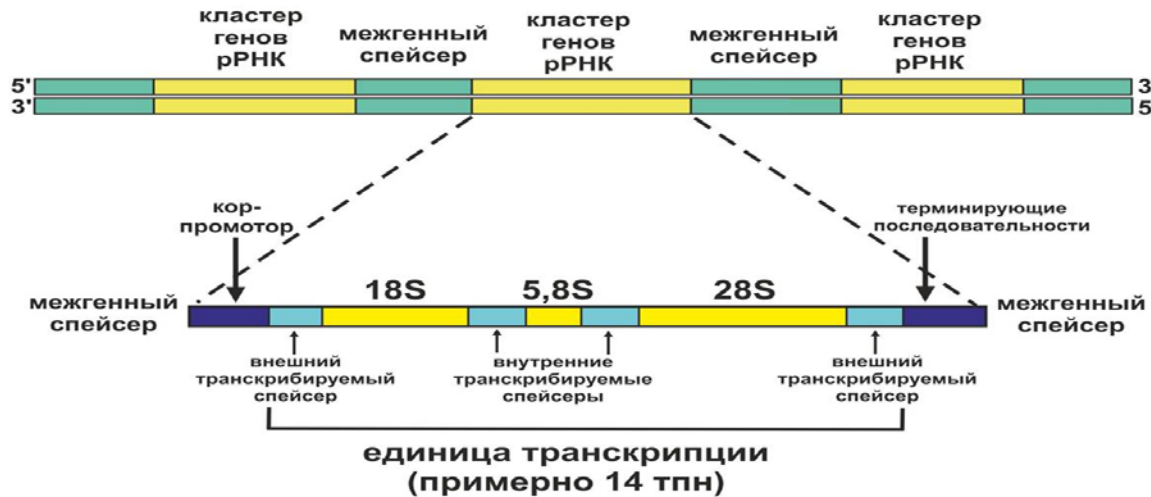 кластер генов рРНК
межгенный спейсер
кластер генов рРНК
межгенный спейсер
кластер генов рРНК
5' 3
3' 5
кор-
промотор
терминирующие
последовательности
межгенный
спейсер
18S 5,8S 28S
межгенный
спейсер
внешний
транскрибируемый
спейсер
внутренние
транскрибируемые
спейсеры
внешний
транскрибируемый
спейсер
единица транскрипции
(примерно 14 тпн)